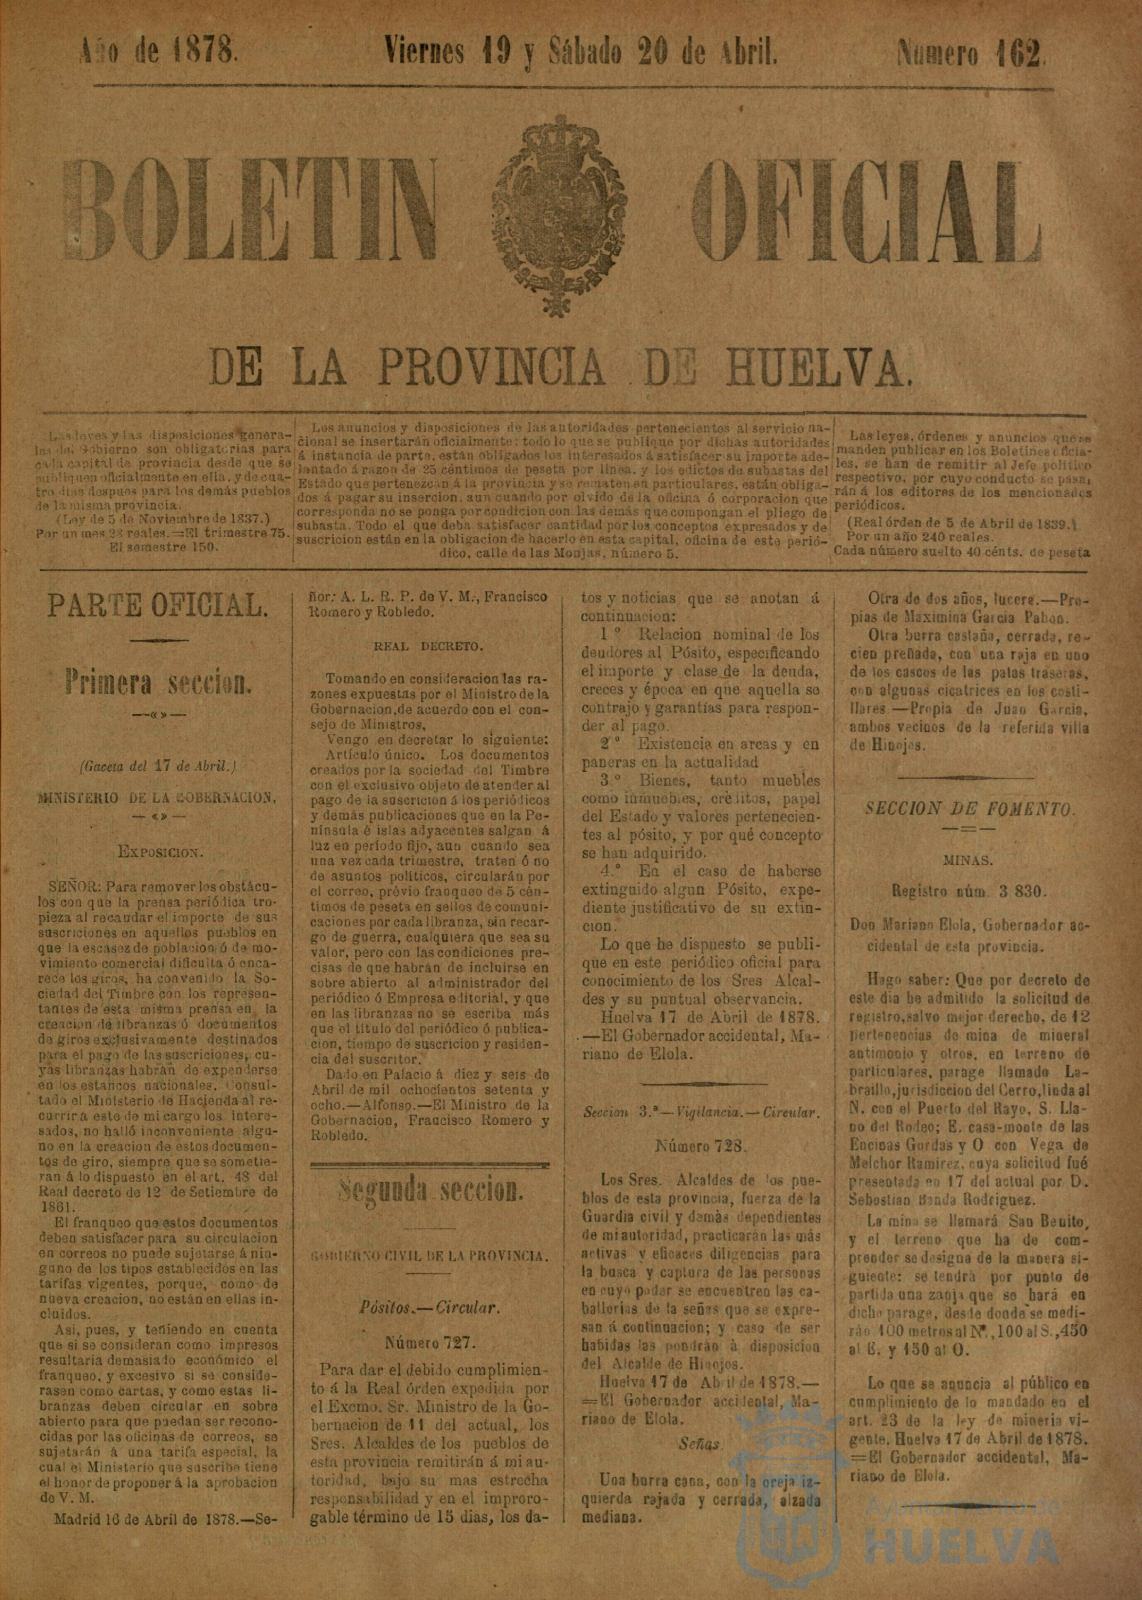 Año de 1878.
Viernes 19 y Sábado 20 de Abril.
Numero 162.
BOLETIN OFICIAL
DE LA PROVINCIA DE HUELVA.
Las leyes y las disposiciones genera-
les del Gobierno son obligatorias para
cada capital de provincia desde que se
publiquen oficialmente en ella, y de cua-
tro dias despues para los demás pueblos
de la misma provincia.
(Ley de 5 de Noviembre de 1837.)
Por un mes 28 reales.=El trimestre 75.
El semestre 150.
Los anuncios y disposiciones de las autoridades pertenecientes al servicio na-
cional se insertarán oficialmente: todo lo que se publique por dichas autoridades
á instancia de parte, están obligados los interesados á satisfacer su importe ade-
lantado á razon de 25 céntimos de peseta por linea, y los edictos de subastas del
Estado que pertenezcan á la provincia y se rematen en particulares, están obliga-
dos á pagar su insercion, aun cuando por olvido de la oficina ó corporacion que
corresponda no se ponga por condicion con las demás que compongan el pliego de
subasta. Todo el que deba satisfacer cantidad por los conceptos expresados y de
suscricion están en la obligacion de hacerlo en esta capital, oficina de este perió-
dico, calle de las Monjas, número 5.
Las leyes, órdenes y anuncios que se
manden publicar en los Boletines oficia-
les, se han de remitir al Jefe político
respectivo, por cuyo conducto se pasa-
rán á los editores de los mencionados
periódicos.
(Real órden de 5 de Abril de 1839.)
Por un año 240 reales.
Cada número suelto 40 cénts. de peseta
PARTE OFICIAL.
Primera seccion.
(Gaceta del 17 de Abril.)
MINISTERIO DE LA GOBERNACION.
EXPOSICION.
SEÑOR: Para remover los obstácu-
los con que la prensa periódica tro-
pieza al recaudar el importe de sus
suscriciones en aquellos pueblos en
que la escasez de poblacion ó de mo-
vimiento comercial dificulta ó enca-
rece los giros, ha convenido la So-
ciedad del Timbre con los represen-
tantes de esta misma prensa en la
creacion de libranzas ó documentos
de giros exclusivamente destinados
para el pago de las suscriciones, cu-
yas libranzas habrán de expenderse
en los estancos nacionales. Consul-
tado el Ministerio de Hacienda al re-
currirá este de mi cargo los intere-
sados, no halló inconveniente algu-
no en la creacion de estos documen-
tos de giro, siempre que se sometie-
ran á lo dispuesto en el art. 48 del
Real decreto de 12 de Setiembre de
1861.
El franqueo que estos documentos
deben satisfacer para su circulacion
en correos no puede sujetarse á nin-
guno de los tipos establecidos en las
tarifas vigentes, porque, como de
nueva creacion, no están en ellas in-
cluidos.
Así, pues, y teniendo en cuenta
que si se consideran como impresos
resultaria demasiado económico el
franqueo, y excesivo si se conside-
rasen como cartas, y como estas li-
branzas deben circular en sobre
abierto para que puedan ser recono-
cidas por las oficinas de correos, se
sujetarán á una tarifa especial, la
cual el Ministerio que suscribe tiene
el honor de proponer á la aprobacion
de V. M.
Madrid 16 de Abril de 1878.—Se-
ñor: A. L. R. P. de V. M., Francisco
Romero y Robledo.
REAL DECRETO.
Tomando en consideracion las ra-
zones expuestas por el Ministro de la
Gobernacion, de acuerdo con el con-
sejo de Ministros,
Vengo en decretar lo siguiente:
Artículo único. Los documentos
creados por la sociedad del Timbre
con el exclusivo objeto de atender al
pago de la suscricion á los periódicos
y demás publicaciones que en la Pe-
nínsula é islas adyacentes salgan á
luz en período fijo, aun cuando sea
una vez cada trimestre, traten ó no
de asuntos políticos, circularán por
el correo, prévio franqueo de 5 cén-
timos de peseta en sellos de comuni-
caciones por cada libranza, sin recar-
go de guerra, cualquiera que sea su
valor, pero con las condiciones pre-
cisas de que habrán de incluirse en
sobre abierto al administrador del
periódico ó Empresa editorial, y que
en las libranzas no se escriba más
que el título del periódico ó publica-
cion, tiempo de suscricion y residen-
cia del suscritor.
Dado en Palacio á diez y seis de
Abril de mil ochocientos setenta y
ocho.—Alfonso.—El Ministro de la
Gobernacion, Francisco Romero y
Robledo.
Segunda seccion.
GOBIERNO CIVIL DE LA PROVINCIA.
Pósitos.—Circular.
Número 727.
Para dar el debido cumplimien-
to á la Real órden expedida por
el Excmo. Sr. Ministro de la Go-
bernacion de 11 del actual, los
Sres. Alcaldes de los pueblos de
esta provincia remitirán á mi au-
toridad, bajo su mas estrecha
responsabilidad y en el improro-
gable término de 15 dias, los da-
tos y noticias que se anotan á
continuacion:
1º Relacion nominal de los
deudores al Pósito, especificando
el importe y clase de la deuda,
creces y época en que aquella se
contrajo y garantías para respon-
der al pago.
2º Existencia en arcas y en
paneras en la actualidad
3.º Bienes, tanto muebles
como inmuebles, créditos, papel
del Estado y valores pertenecien-
tes al pósito, y por qué concepto
se han adquirido.
4.º En el caso de haberse
extinguido algun Pósito, expe-
diente justificativo de su extin-
cion.
Lo que he dispuesto se publi-
que en este periódico oficial para
conocimiento de los Sres Alcal-
des y su puntual observancia.
Huelva 17 de Abril de 1878.
—El Gobernador accidental, Ma-
riano de Elola.
Seccion 3.ª—Vigilancia.—Circular.
Número 728.
Los Sres. Alcaldes de los pue-
blos de esta provincia, fuerza de la
Guardia civil y demás dependientes
de mi autoridad, practicarán las más
activas y eficaces diligencias para
la busca y captura de las personas
en cuyo poder se encuentren las ca-
ballerías de la señas que se expre-
san á continuacion; y caso de ser
habidas las pondrán á disposicion
del Alcalde de Hinojos.
Huelva 17 de Abril de 1878.—
=El Gobernador accidental, Ma-
riano de Elola.
Señas.
Una burra cana, con la oreja iz-
quierda rajada y cerrada, alzada
mediana.
Otra de dos años, lucera.—Pro-
pias de Maximina Garcia Pabon.
Otra burra castaña, cerrada, re-
cien preñada, con una raja en uno
de los cascos de las patas traseras,
con algunas cicatrices en los costi-
llares.—Propia de Juan Garcia,
ambos vecinos de la referida villa
de Hinojos.
SECCION DE FOMENTO.
MINAS.
Registro núm. 3 830.
Don Mariano Elola, Gobernador ac-
cidental de esta provincia.
Hago saber: Que por decreto de
este dia he admitido la solicitud de
registro, salvo mejor derecho, de 12
pertenencias de mina de mineral
antimonio y otros, en terreno de
particulares, parage llamado La-
braillo, jurisdiccion del Cerro, linda al
N. con el Puerto del Rayo, S. Lla-
no del Rodeo; E. casa-monte de las
Encinas Gordas y O con Vega de
Melchor Ramirez, cuya solicitud fué
presentada en 17 del actual por D.
Sebastian Banda Rodriguez.
La mina se llamará San Benito,
y el terreno que ha de com-
prender se designa de la manera si-
guiente: se tendrá por punto de
partida una zanja que se hará en
dicho parage, desde donde se medi-
rán 100 metros al N., 100 al S., 450
al E. y 150 al O.
Lo que se anuncia al público en
cumplimiento de lo mandado en el
art. 23 de la ley de mineria vi-
gente. Huelva 17 de Abril de 1878.
=El Gobernador accidental, Ma-
riano de Elola.
Ayuntamiento de
HUELVA